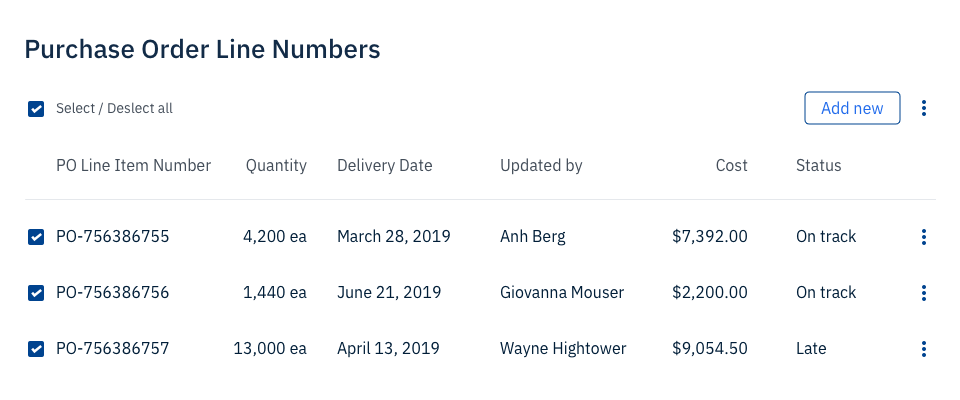 Purchase Order Line Numbers
Select / Deslect all Add new
PO Line Item Number Quantity Delivery Date Updated by Cost Status
PO-756386755 4,200 ea March 28, 2019 Anh Berg $7,392.00 On track
PO-756386756 1,440 ea June 21, 2019 Giovanna Mouser $2,200.00 On track
PO-756386757 13,000 ea April 13, 2019 Wayne Hightower $9,054.50 Late